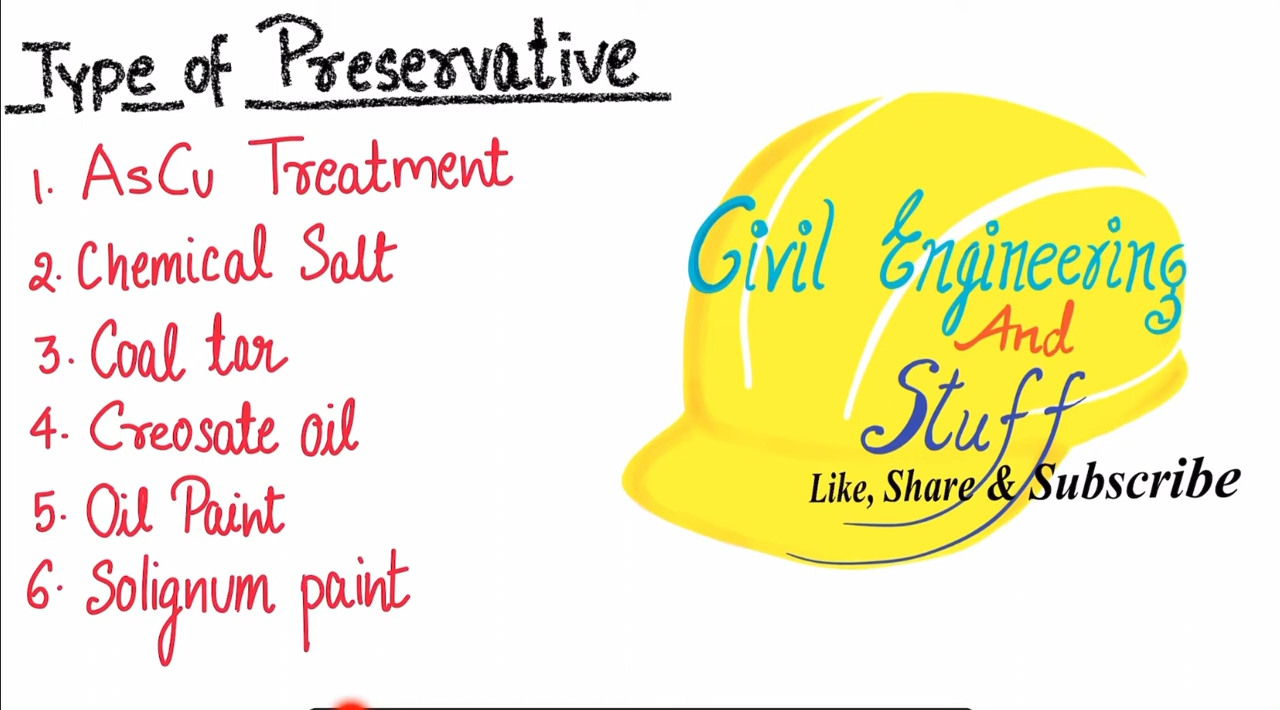 Type of Preservative
1. AsCu Treatment
2. Chemical Salt
3. Coal tar
4. Creosate oil
5. Oil Paint
6. Solignum paint
Civil Engineering
And
Stuff
Like, Share & Subscribe